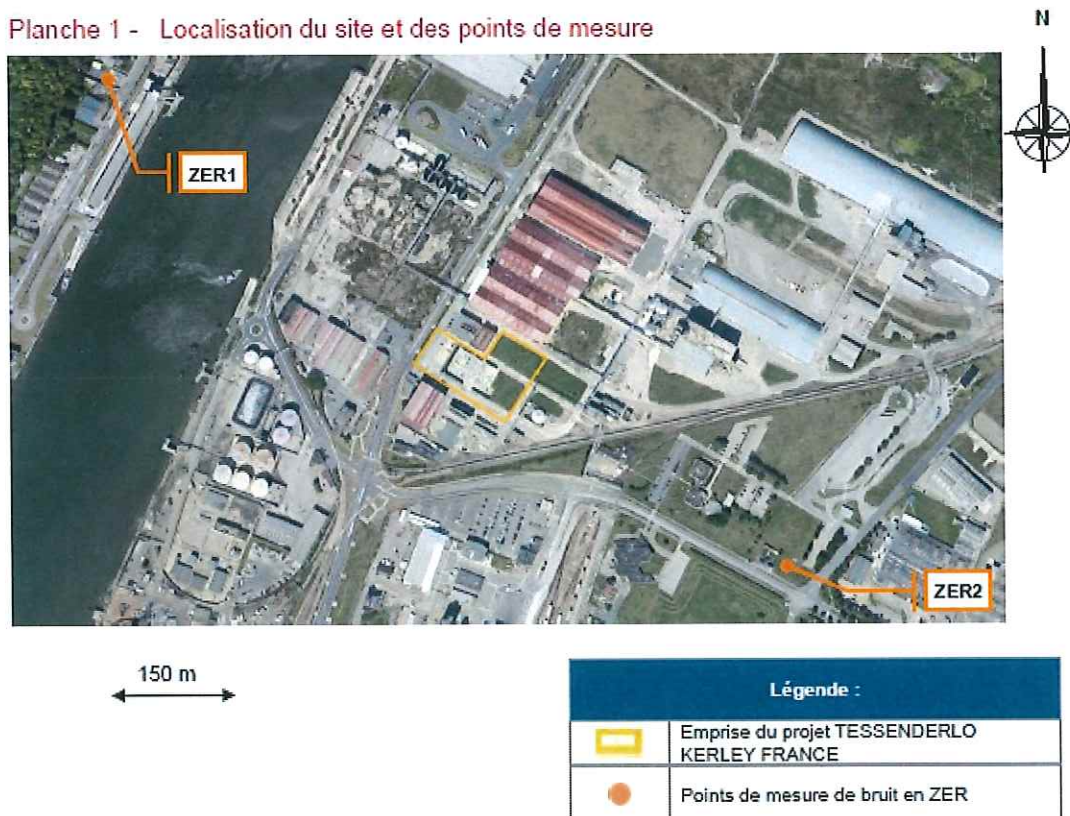 Planche 1 - Localisation du site et des points de mesure
N
ZER1
ZER2
150 m
Légende :
Emprise du projet TESSENDERLO
KERLEY FRANCE
Points de mesure de bruit en ZER